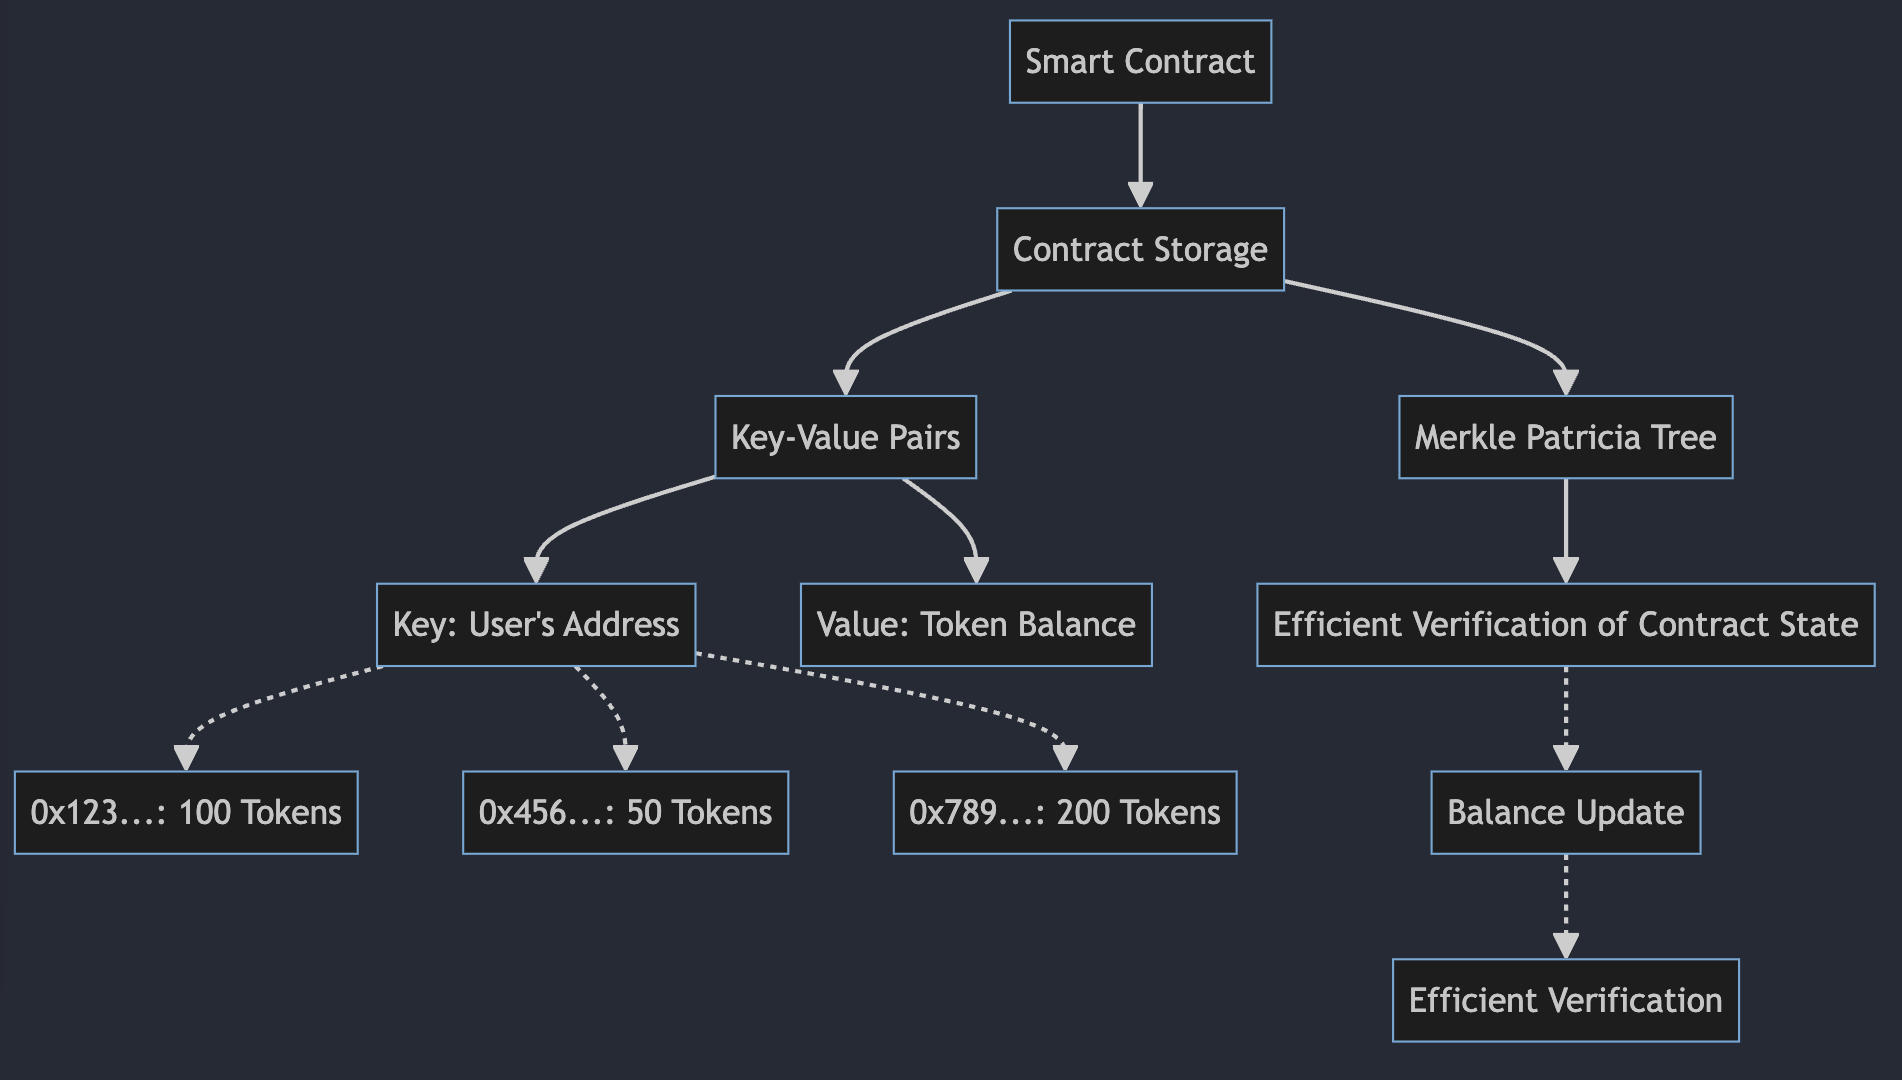 Smart Contract
Contract Storage
Key-Value Pairs
Merkle Patricia Tree
Key: User's Address
Value: Token Balance
Efficient Verification of Contract State
0x123...: 100 Tokens
0x456...: 50 Tokens
0x789...: 200 Tokens
Balance Update
Efficient Verification